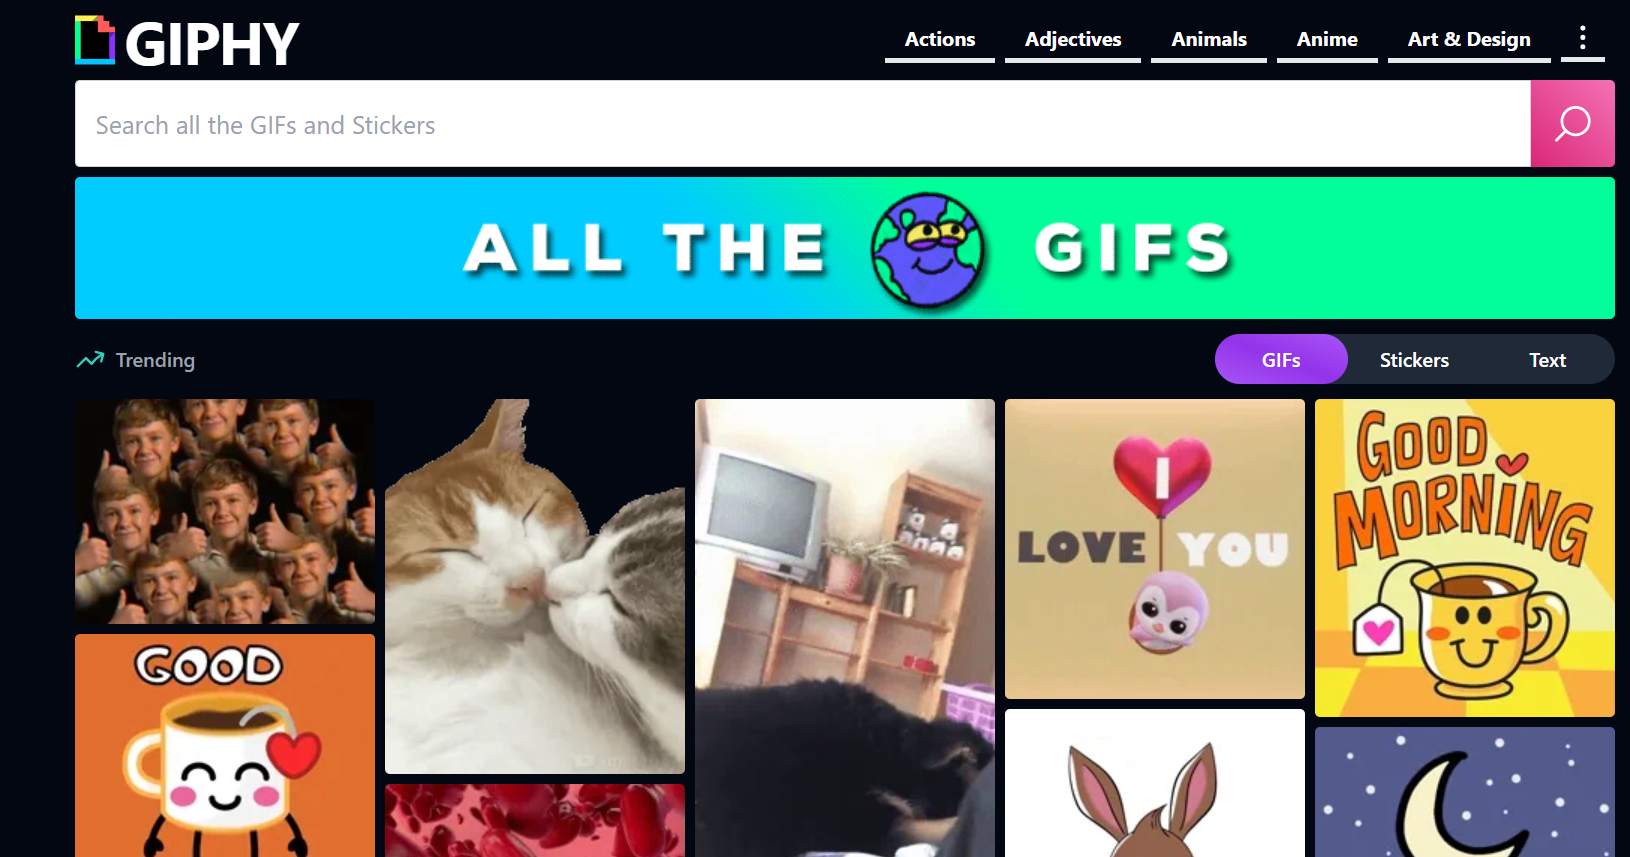 GIPHY
Actions
Adjectives
Animals
Anime
Art & Design
Search all the GIFs and Stickers
ALL THE GIFS
Trending
GIFs
Stickers
Text
I
LOVE YOU
GOOD
MORNING
GOOD